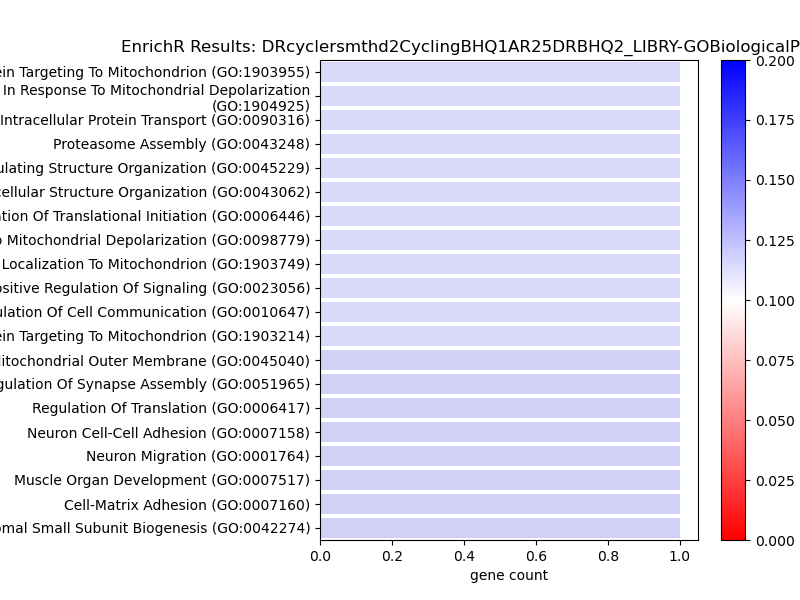 EnrichR Results: DRcyclersmthd2CyclingBHQ1AR25DRBHQ2_LIBRY-GOBiologicalP
ein Targeting To Mitochondrion (GO:1903955)
In Response To Mitochondrial Depolarization
(GO:1904925)
Intracellular Protein Transport (GO:0090316)
Proteasome Assembly (GO:0043248)
ulating Structure Organization (GO:0045229)
cellular Structure Organization (GO:0043062)
ation Of Translational Initiation (GO:0006446)
o Mitochondrial Depolarization (GO:0098779)
Localization To Mitochondrion (GO:1903749)
ositive Regulation Of Signaling (GO:0023056)
ulation Of Cell Communication (GO:0010647)
ein Targeting To Mitochondrion (GO:1903214)
Mitochondrial Outer Membrane (GO:0045040)
gulation Of Synapse Assembly (GO:0051965)
Regulation Of Translation (GO:0006417)
Neuron Cell-Cell Adhesion (GO:0007158)
Neuron Migration (GO:0001764)
Muscle Organ Development (GO:0007517)
Cell-Matrix Adhesion (GO:0007160)
omal Small Subunit Biogenesis (GO:0042274)
0.0 0.2 0.4 0.6 0.8 1.0
gene count
0.200
0.175
0.150
0.125
0.100
0.075
0.050
0.025
0.000